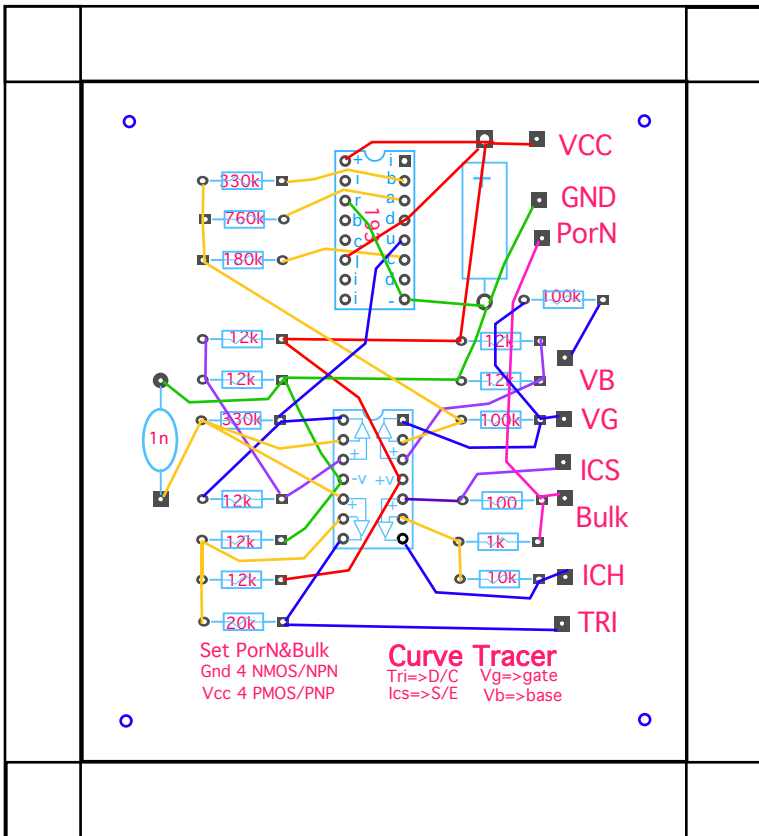 VCC
GND
PorN
330k
760k
180k
193
+ i
i b
r a
b d
c u
l c
i d
i -
+
100k
12k
12k
12k
12k
VB
330k
100k
VG
1n
+ +
-v +v
+ +
ICS
12k
100
Bulk
12k
1k
12k
10k
ICH
20k
TRI
Set PorN&Bulk
Gnd 4 NMOS/NPN
Vcc 4 PMOS/PNP
Curve Tracer
Tri=>D/C Vg=>gate
Ics=>S/E Vb=>base